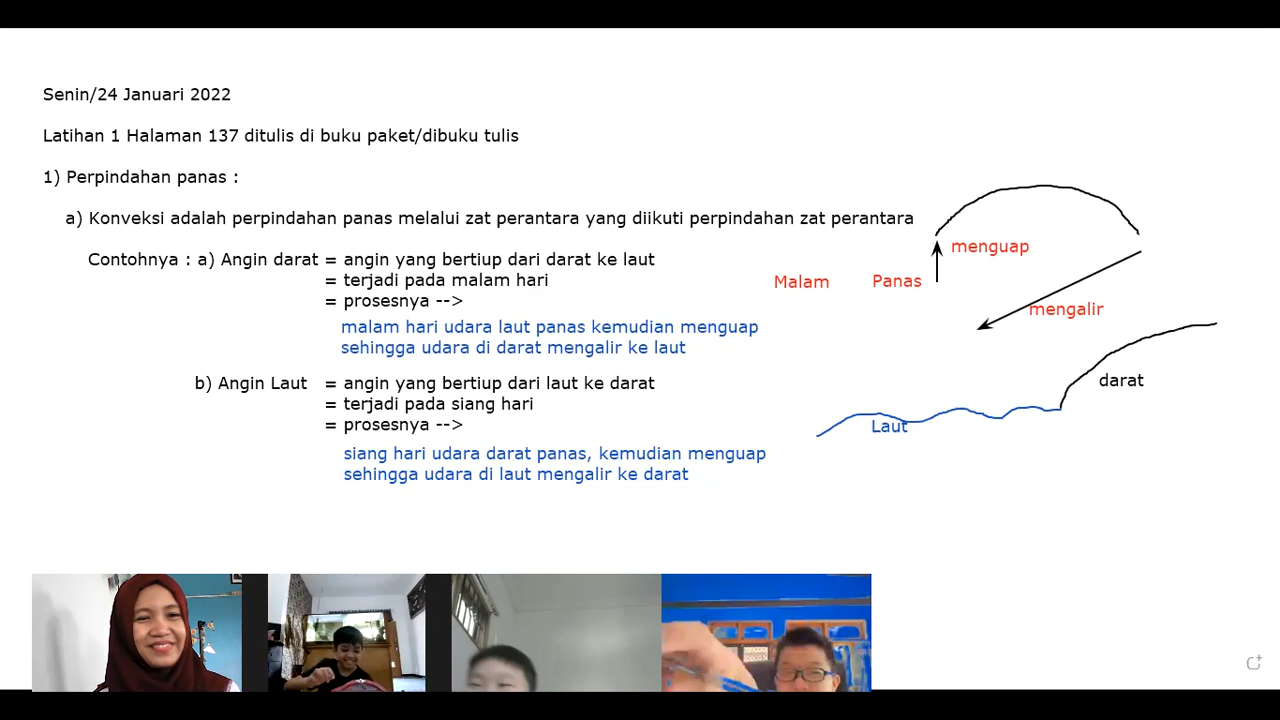 Senin/24 Januari 2022
Latihan 1 Halaman 137 ditulis di buku paket/dibuku tulis
1) Perpindahan panas :
a) Konveksi adalah perpindahan panas melalui zat perantara yang diikuti perpindahan zat perantara
Contohnya : a) Angin darat = angin yang bertiup dari darat ke laut
= terjadi pada malam hari
= prosesnya -->
malam hari udara laut panas kemudian menguap
sehingga udara di darat mengalir ke laut
b) Angin Laut = angin yang bertiup dari laut ke darat
= terjadi pada siang hari
= prosesnya -->
siang hari udara darat panas, kemudian menguap
sehingga udara di laut mengalir ke darat
menguap
Malam Panas
mengalir
darat
Laut